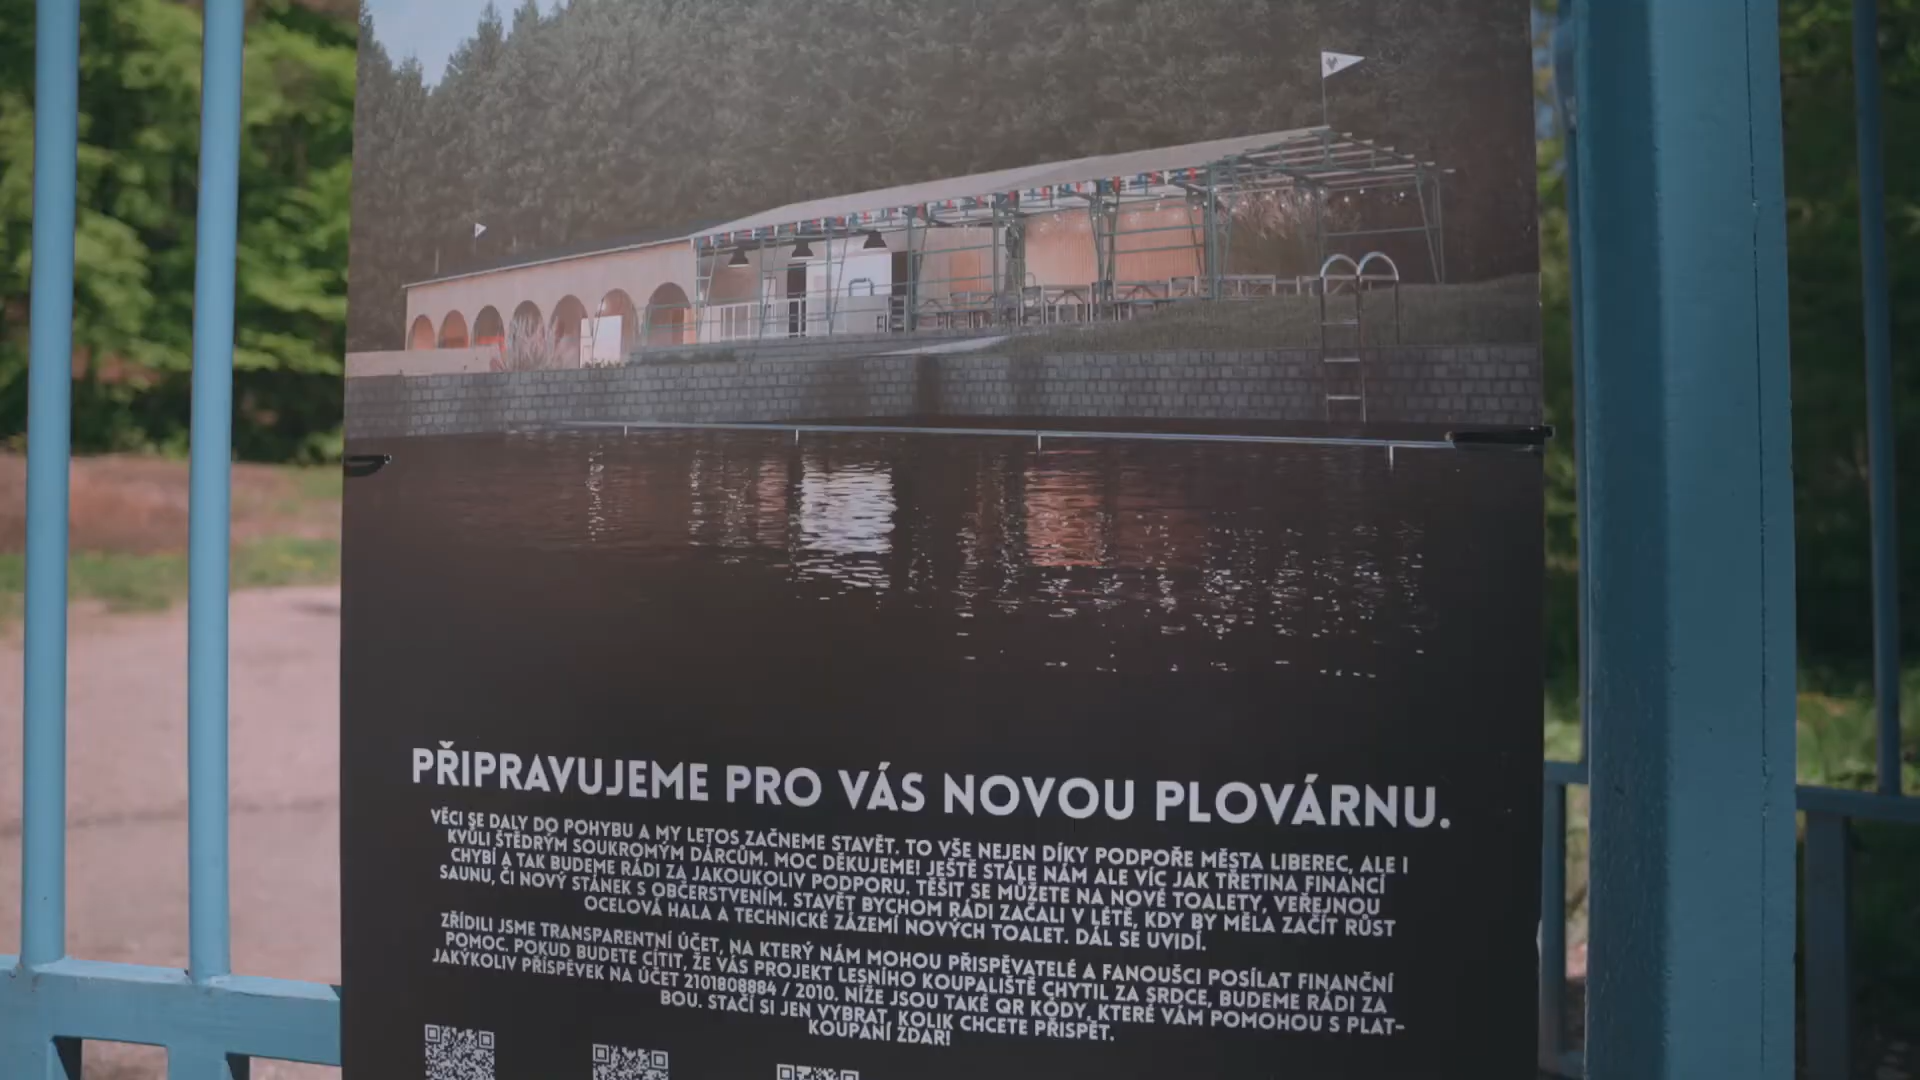 PŘIPRAVUJEME PRO VÁS NOVOU PLOVÁRNU.
VĚCI SE DALY DO POHYBU A MY LETOS ZAČNEME STAVĚT. TO VŠE NEJEN DÍKY PODPOŘE MĚSTA LIBEREC, ALE I
KVŮLI ŠTĚDRÝM SOUKROMÝM DÁRCŮM. MOC DĚKUJEME! JEŠTĚ STÁLE NÁM ALE VÍC JAK TŘETINA FINANCÍ
CHYBÍ A TAK BUDEME RÁDI ZA JAKOUKOLIV PODPORU. TĚŠIT SE MŮŽETE NA NOVÉ TOALETY, VEŘEJNOU
SAUNU, ČI NOVÝ STÁNEK S OBČERSTVENÍM. STAVĚT BYCHOM RÁDI ZAČALI V LÉTĚ, KDY BY MĚLA ZAČÍT RŮST
OCELOVÁ HALA A TECHNICKÉ ZÁZEMÍ NOVÝCH TOALET. DÁL SE UVIDÍ.
ZŘÍDILI JSME TRANSPARENTNÍ ÚČET, NA KTERÝ NÁM MOHOU PŘISPĚVATELÉ A FANOUŠCI POSÍLAT FINANČNÍ
POMOC. POKUD BUDETE CÍTIT, ŽE VÁS PROJEKT LESNÍHO KOUPALIŠTĚ CHYTIL ZA SRDCE, BUDEME RÁDI ZA
JAKÝKOLIV PŘÍSPĚVEK NA ÚČET 2101808884 / 2010. NÍŽE JSOU TAKÉ QR KÓDY, KTERÉ VÁM POMOHOU S PLAT-
BOU. STAČÍ SI JEN VYBRAT, KOLIK CHCETE PŘISPĚT.
KOUPÁNÍ ZDAR!